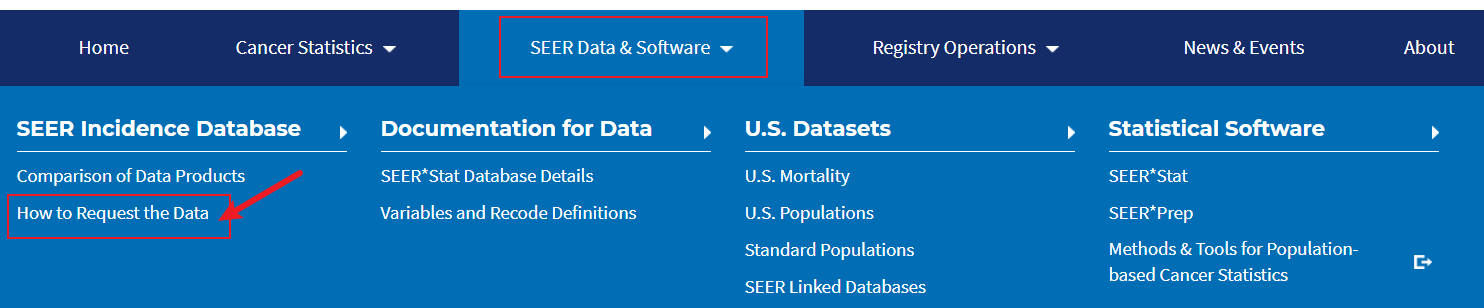 Home Cancer Statistics SEER Data & Software Registry Operations News & Events About
SEER Incidence Database
Comparison of Data Products
How to Request the Data
Documentation for Data
SEER*Stat Database Details
Variables and Recode Definitions
U.S. Datasets
U.S. Mortality
U.S. Populations
Standard Populations
SEER Linked Databases
Statistical Software
SEER*Stat
SEER*Prep
Methods & Tools for Population-
based Cancer Statistics